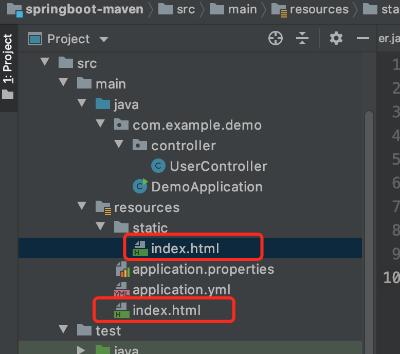 springboot-maven › src › main › resources › sta
1: Project
Project
er.ja
src
1
main
2
java
3
com.example.demo
4
controller
5
UserController
6
DemoApplication
7
resources
8
static
9
index.html
10
application.properties
application.yml
index.html
test
java